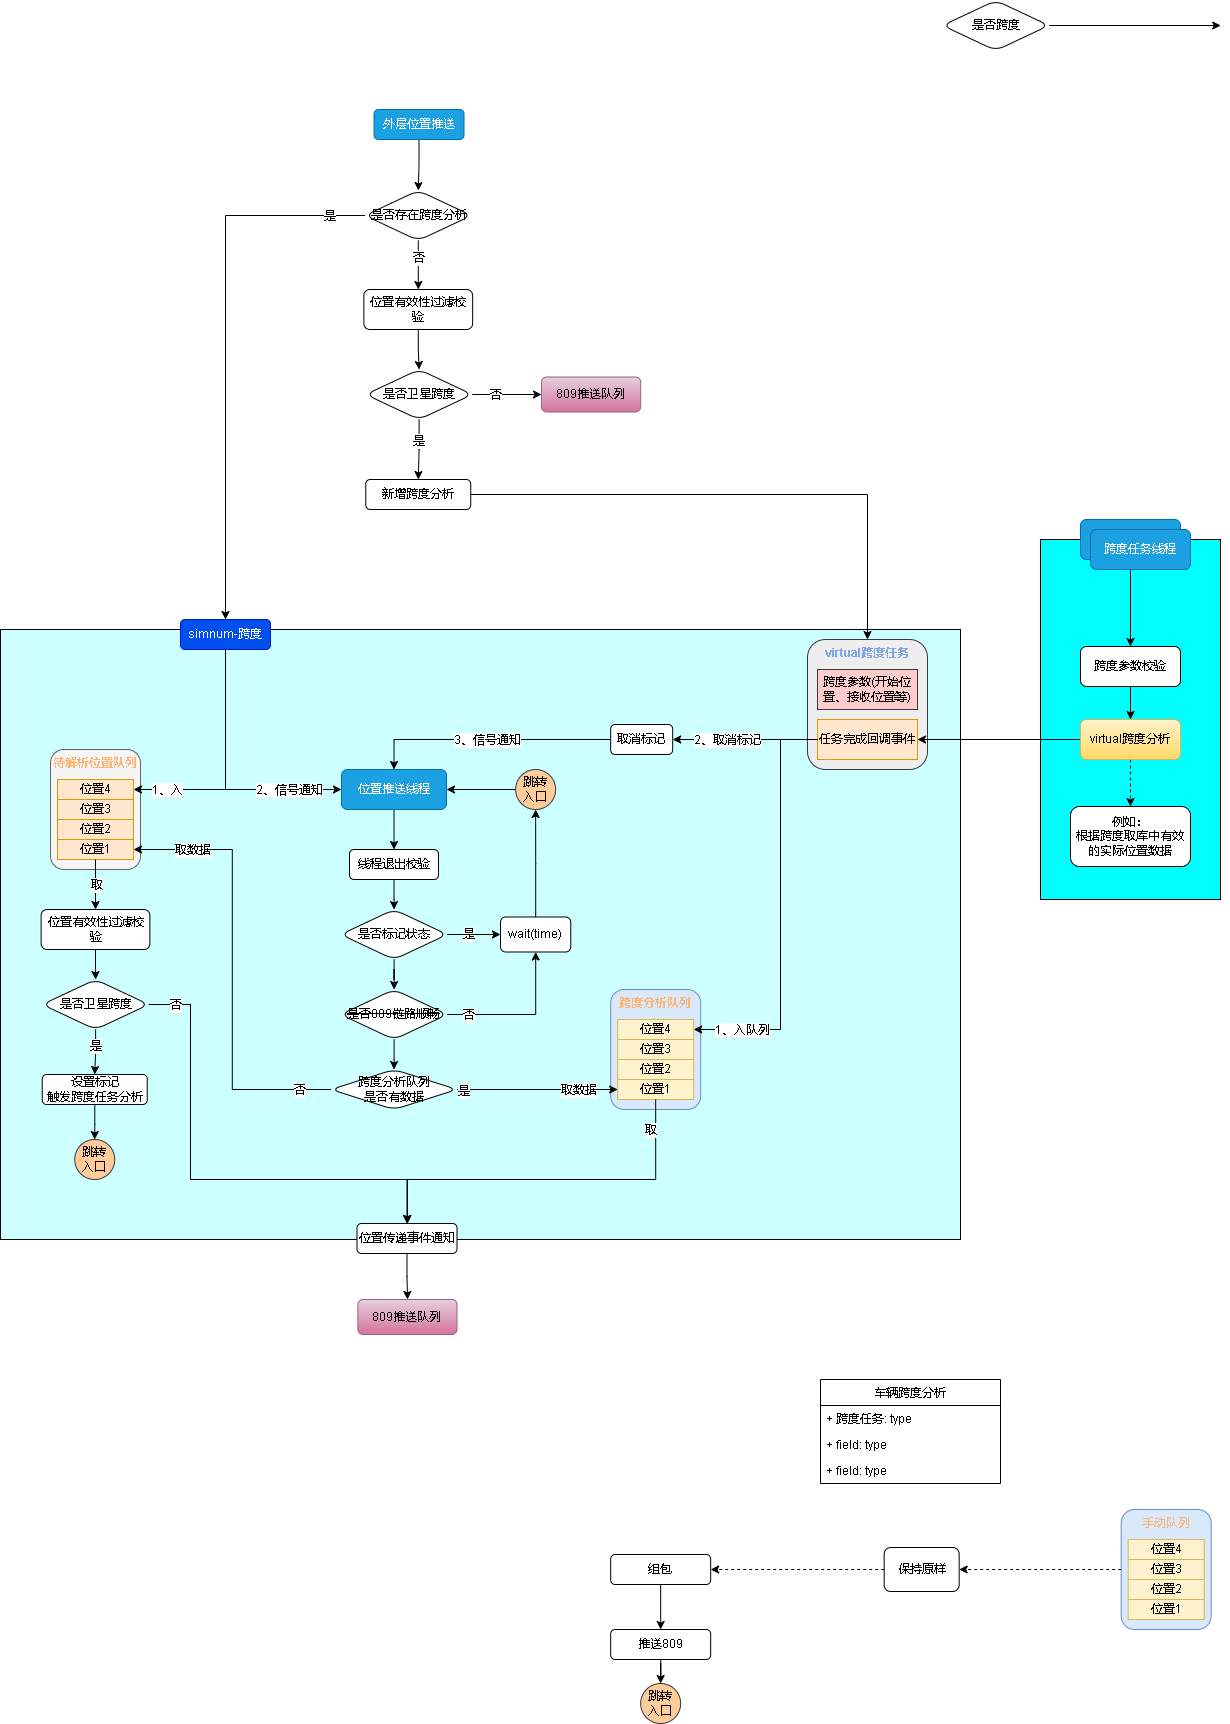 是否跨度
外层位置推送
是否存在跨度分析
是
否
位置有效性过滤校
验
是否卫星跨度
否
809推送队列
是
新增跨度分析
跨度任务线程
simnum-跨度
virtual跨度任务
跨度参数(开始位
置、接收位置等)
任务完成回调事件
跨度参数校验
virtual跨度分析
例如：
根据跨度取库中有效
的实际位置数据
3、信号通知
取消标记
2、取消标记
待解析位置队列
位置4
位置3
位置2
位置1
1、入
2、信号通知
位置推送线程
跳转
入口
取数据
线程退出校验
取
位置有效性过滤校
验
是否标记状态
是
wait(time)
是否卫星跨度
否
是否809链路顺畅
否
跨度分析队列
位置4
位置3
位置2
位置1
1、入队列
是
设置标记
触发跨度任务分析
否
跨度分析队列
是否有数据
是
取数据
取
跳转
入口
位置传递事件通知
809推送队列
车辆跨度分析
+ 跨度任务: type
+ field: type
+ field: type
手动队列
位置4
位置3
位置2
位置1
保持原样
组包
推送809
跳转
入口